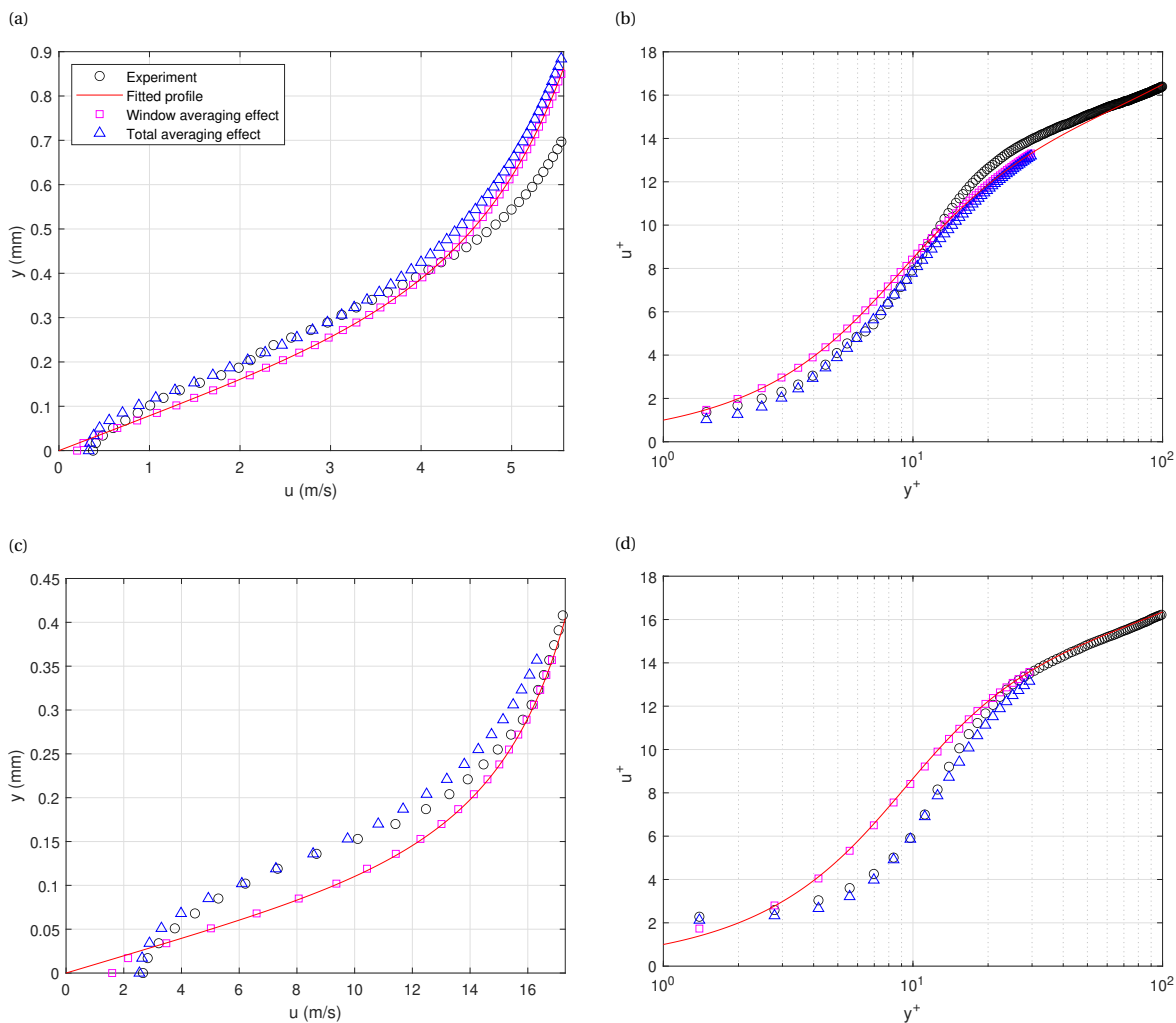 (a)
0.9
0.8
0.7
0.6
0.5
0.4
0.3
0.2
0.1
0
0 1 2 3 4 5
y (mm)
u (m/s)
Experiment
Fitted profile
Window averaging effect
Total averaging effect
(b)
18
16
14
12
10
8
6
4
2
0
10^0 10^1 10^2
u^+
y^+
(c)
0.45
0.4
0.35
0.3
0.25
0.2
0.15
0.1
0.05
0
0 2 4 6 8 10 12 14 16
y (mm)
u (m/s)
(d)
18
16
14
12
10
8
6
4
2
0
10^0 10^1 10^2
u^+
y^+